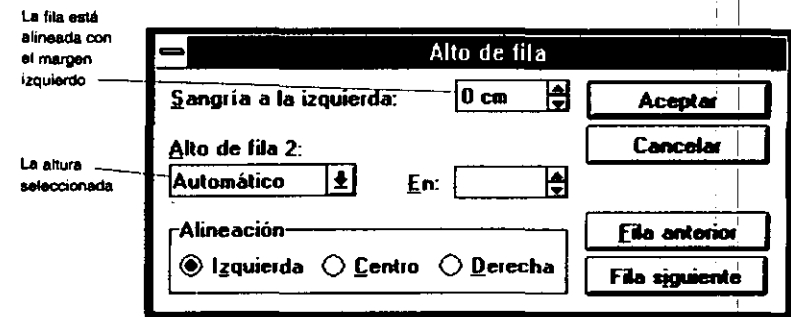 La fila está
alineada con
el margen
izquierdo
Alto de fila
Sangría a la izquierda:
0 cm
Aceptar
Cancelar
Alto de fila 2:
La altura
seleccionada
Automático
En:
Alineación
Izquierda Centro Derecha
Fila anterior
Fila siguiente